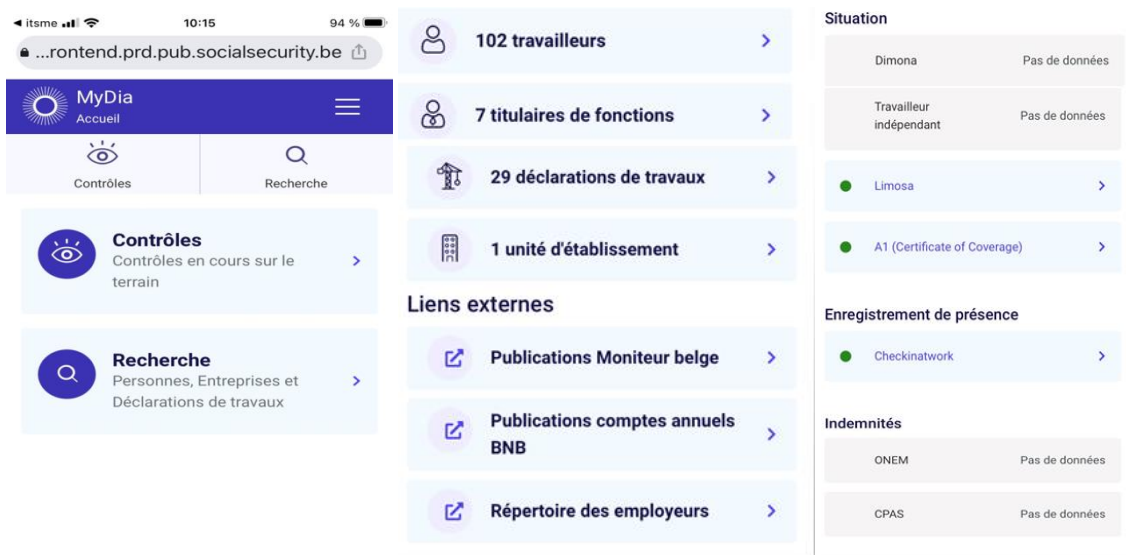 itsme
10:15
94 %
...rontend.prd.pub.socialsecurity.be
MyDia
Accueil
Contrôles
Recherche
Contrôles
Contrôles en cours sur le
terrain
Recherche
Personnes, Entreprises et
Déclarations de travaux
102 travailleurs
7 titulaires de fonctions
29 déclarations de travaux
1 unité d'établissement
Liens externes
Publications Moniteur belge
Publications comptes annuels
BNB
Répertoire des employeurs
Situation
Dimona Pas de données
Travailleur
indépendant Pas de données
Limosa
A1 (Certificate of Coverage)
Enregistrement de présence
Checkinatwork
Indemnités
ONEM Pas de données
CPAS Pas de données